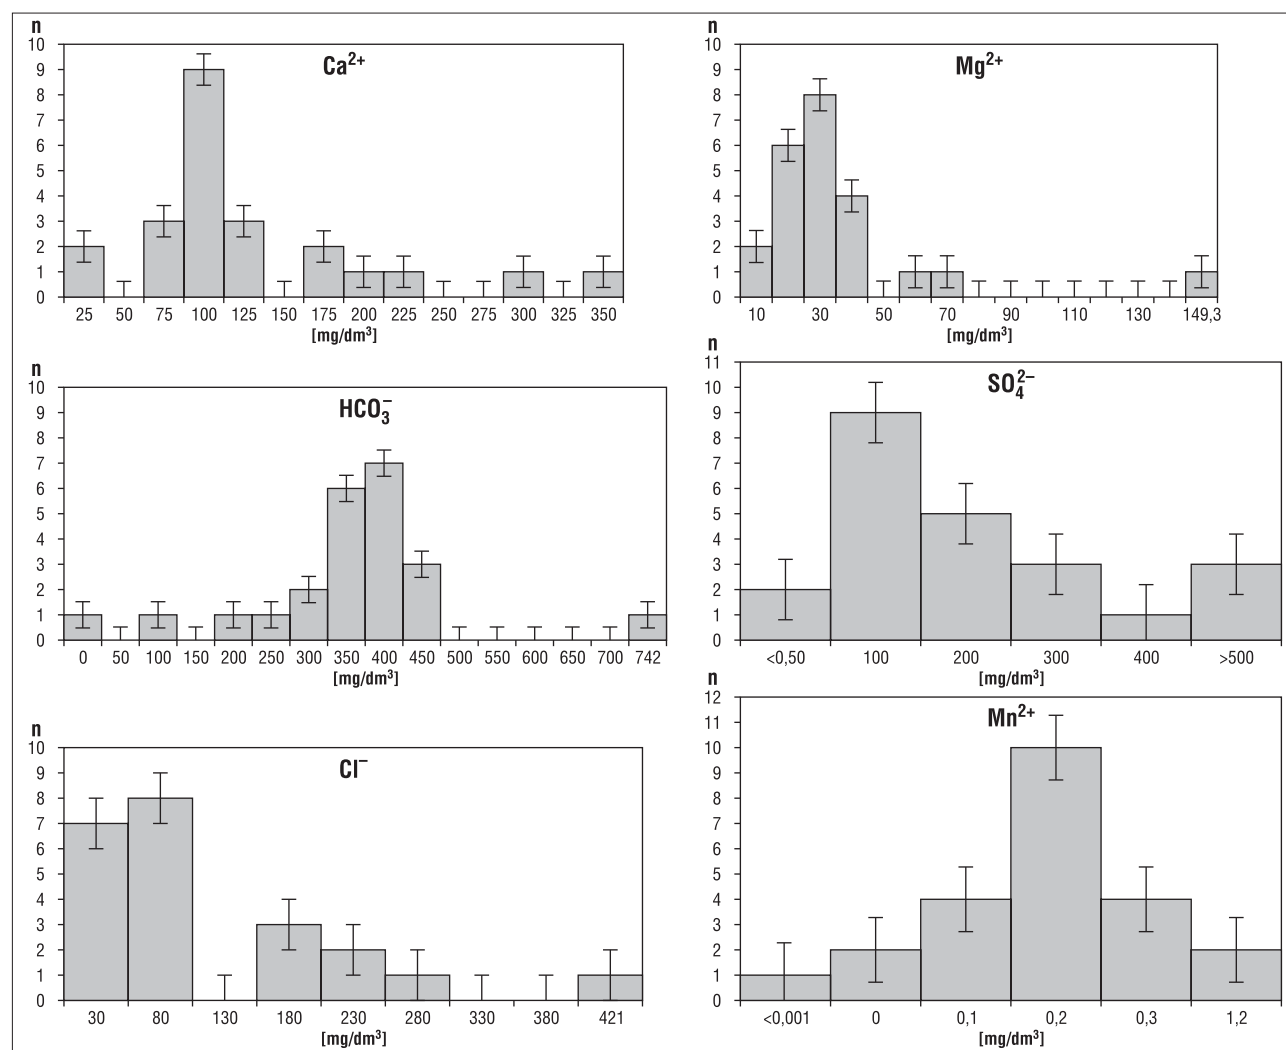 n
Ca2+
10
9
8
7
6
5
4
3
2
1
0
25 50 75 100 125 150 175 200 225 250 275 300 325 350
[mg/dm3]
n
Mg2+
10
9
8
7
6
5
4
3
2
1
0
10 30 50 70 90 110 130 149,3
[mg/dm3]
n
HCO3−
10
9
8
7
6
5
4
3
2
1
0
0 50 100 150 200 250 300 350 400 450 500 550 600 650 700 742
[mg/dm3]
n
SO42−
11
10
9
8
7
6
5
4
3
2
1
0
<0,50 100 200 300 400 >500
[mg/dm3]
n
Cl−
10
9
8
7
6
5
4
3
2
1
0
30 80 130 180 230 280 330 380 421
[mg/dm3]
n
Mn2+
12
11
10
9
8
7
6
5
4
3
2
1
0
<0,001 0 0,1 0,2 0,3 1,2
[mg/dm3]